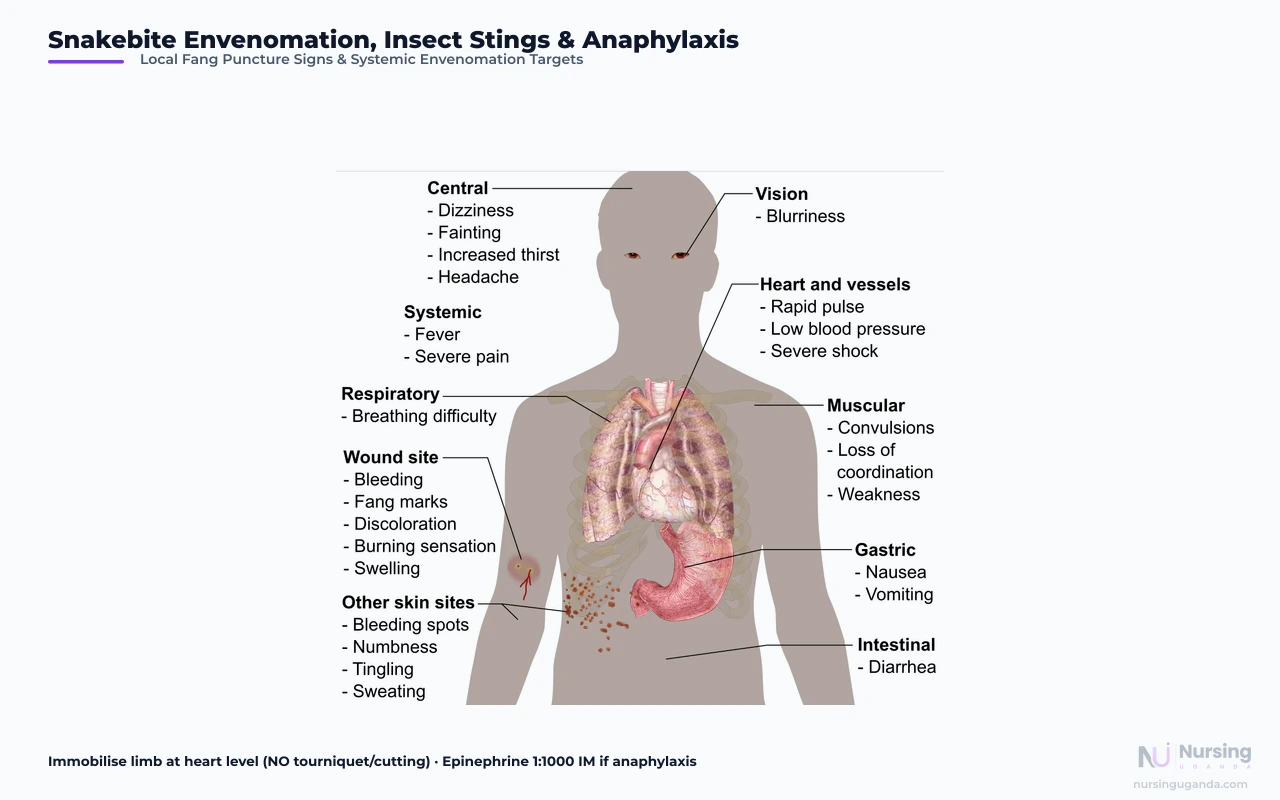 Snakebite Envenomation, Insect Stings & Anaphylaxis
Local Fang Puncture Signs & Systemic Envenomation Targets
Central
- Dizziness
- Fainting
- Increased thirst
- Headache
Vision
- Blurriness
Systemic
- Fever
- Severe pain
Heart and vessels
- Rapid pulse
- Low blood pressure
- Severe shock
Respiratory
- Breathing difficulty
Muscular
- Convulsions
- Loss of
coordination
- Weakness
Wound site
- Bleeding
- Fang marks
- Discoloration
- Burning sensation
- Swelling
Gastric
- Nausea
- Vomiting
Other skin sites
- Bleeding spots
- Numbness
- Tingling
- Sweating
Intestinal
- Diarrhea
Immobilise limb at heart level (NO tourniquet/cutting) · Epinephrine 1:1000 IM if anaphylaxis
NU Nursing
UGANDA
nursinguganda.com